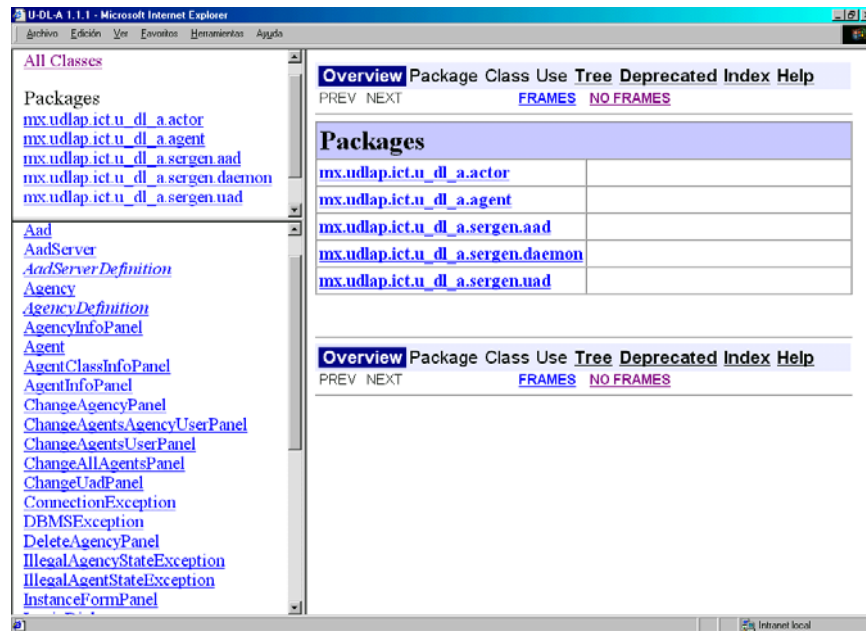 U-DL-A 1.1.1 - Microsoft Internet Explorer
Archivo Edición Ver Favoritos Herramientas Ayuda
All Classes
Packages
mx.udlap.ict.u_dl_a.actor
mx.udlap.ict.u_dl_a.agent
mx.udlap.ict.u_dl_a.sergen.aad
mx.udlap.ict.u_dl_a.sergen.daemon
mx.udlap.ict.u_dl_a.sergen.uad
Aad
AadServer
AadServerDefinition
Agency
AgencyDefinition
AgencyInfoPanel
Agent
AgentClassInfoPanel
AgentInfoPanel
ChangeAgencyPanel
ChangeAgentsAgencyUserPanel
ChangeAgentsUserPanel
ChangeAllAgentsPanel
ChangeUadPanel
ConnectionException
DBMSException
DeleteAgencyPanel
IllegalAgencyStateException
IllegalAgentStateException
InstanceFormPanel
Overview Package Class Use Tree Deprecated Index Help
PREV NEXT FRAMES NO FRAMES
Packages
mx.udlap.ict.u_dl_a.actor
mx.udlap.ict.u_dl_a.agent
mx.udlap.ict.u_dl_a.sergen.aad
mx.udlap.ict.u_dl_a.sergen.daemon
mx.udlap.ict.u_dl_a.sergen.uad
Overview Package Class Use Tree Deprecated Index Help
PREV NEXT FRAMES NO FRAMES
Intranet local